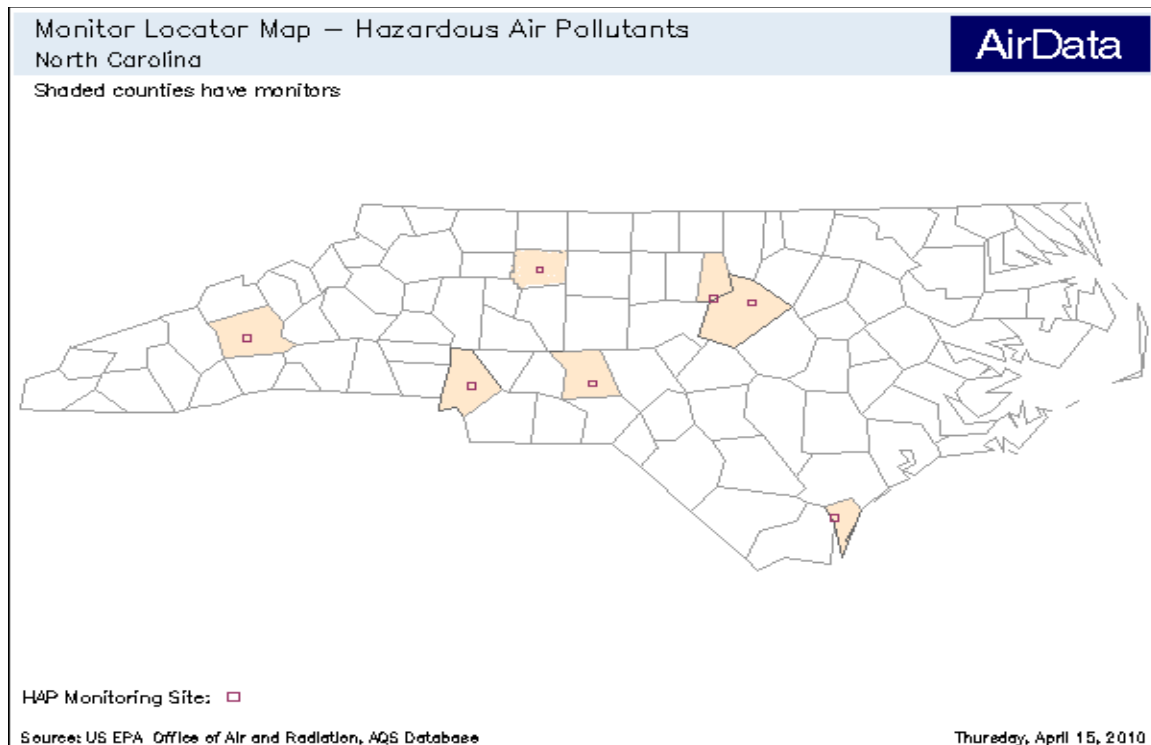 Monitor Locator Map – Hazardous Air Pollutants
North Carolina
AirData
Shaded counties have monitors
HAP Monitoring Site:
Source: US EPA Office of Air and Radiation, AQS Database
Thursday, April 15, 2010